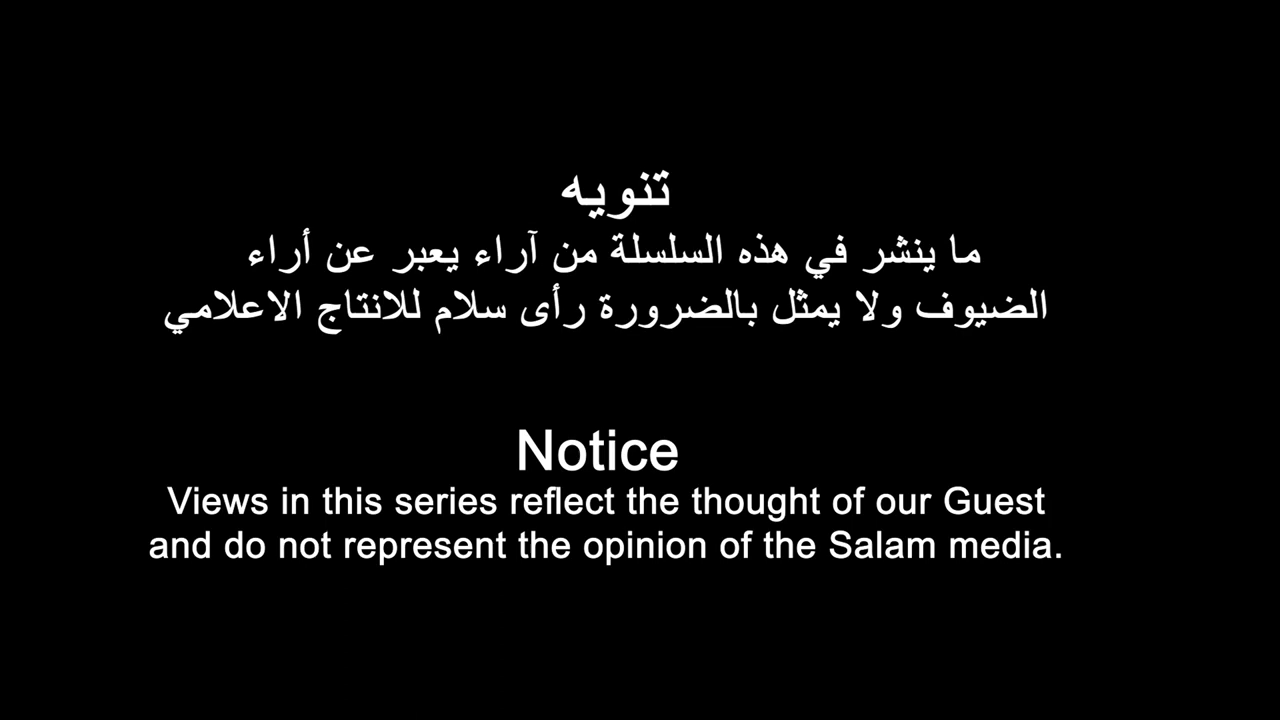 تنويه
ما ينشر في هذه السلسلة من آراء يعبر عن أراء
الضيوف ولا يمثل بالضرورة رأى سلام للانتاج الاعلامي
Notice
Views in this series reflect the thought of our Guest
and do not represent the opinion of the Salam media.